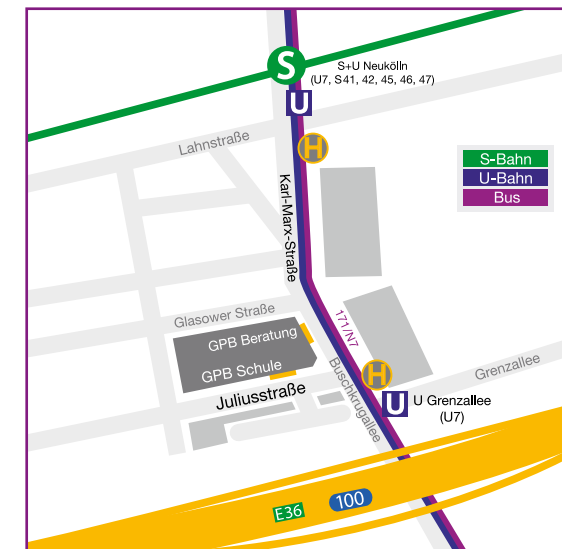 S
S+U Neukölln
(U7, S41, 42, 45, 46, 47)
U
Lahnstraße
H
S-Bahn
U-Bahn
Bus
Karl-Marx-Straße
Glasower Straße
171/N7
GPB Beratung
GPB Schule
Buschkrugallee
H
Grenzallee
Juliusstraße
U
U Grenzallee
(U7)
E36
100